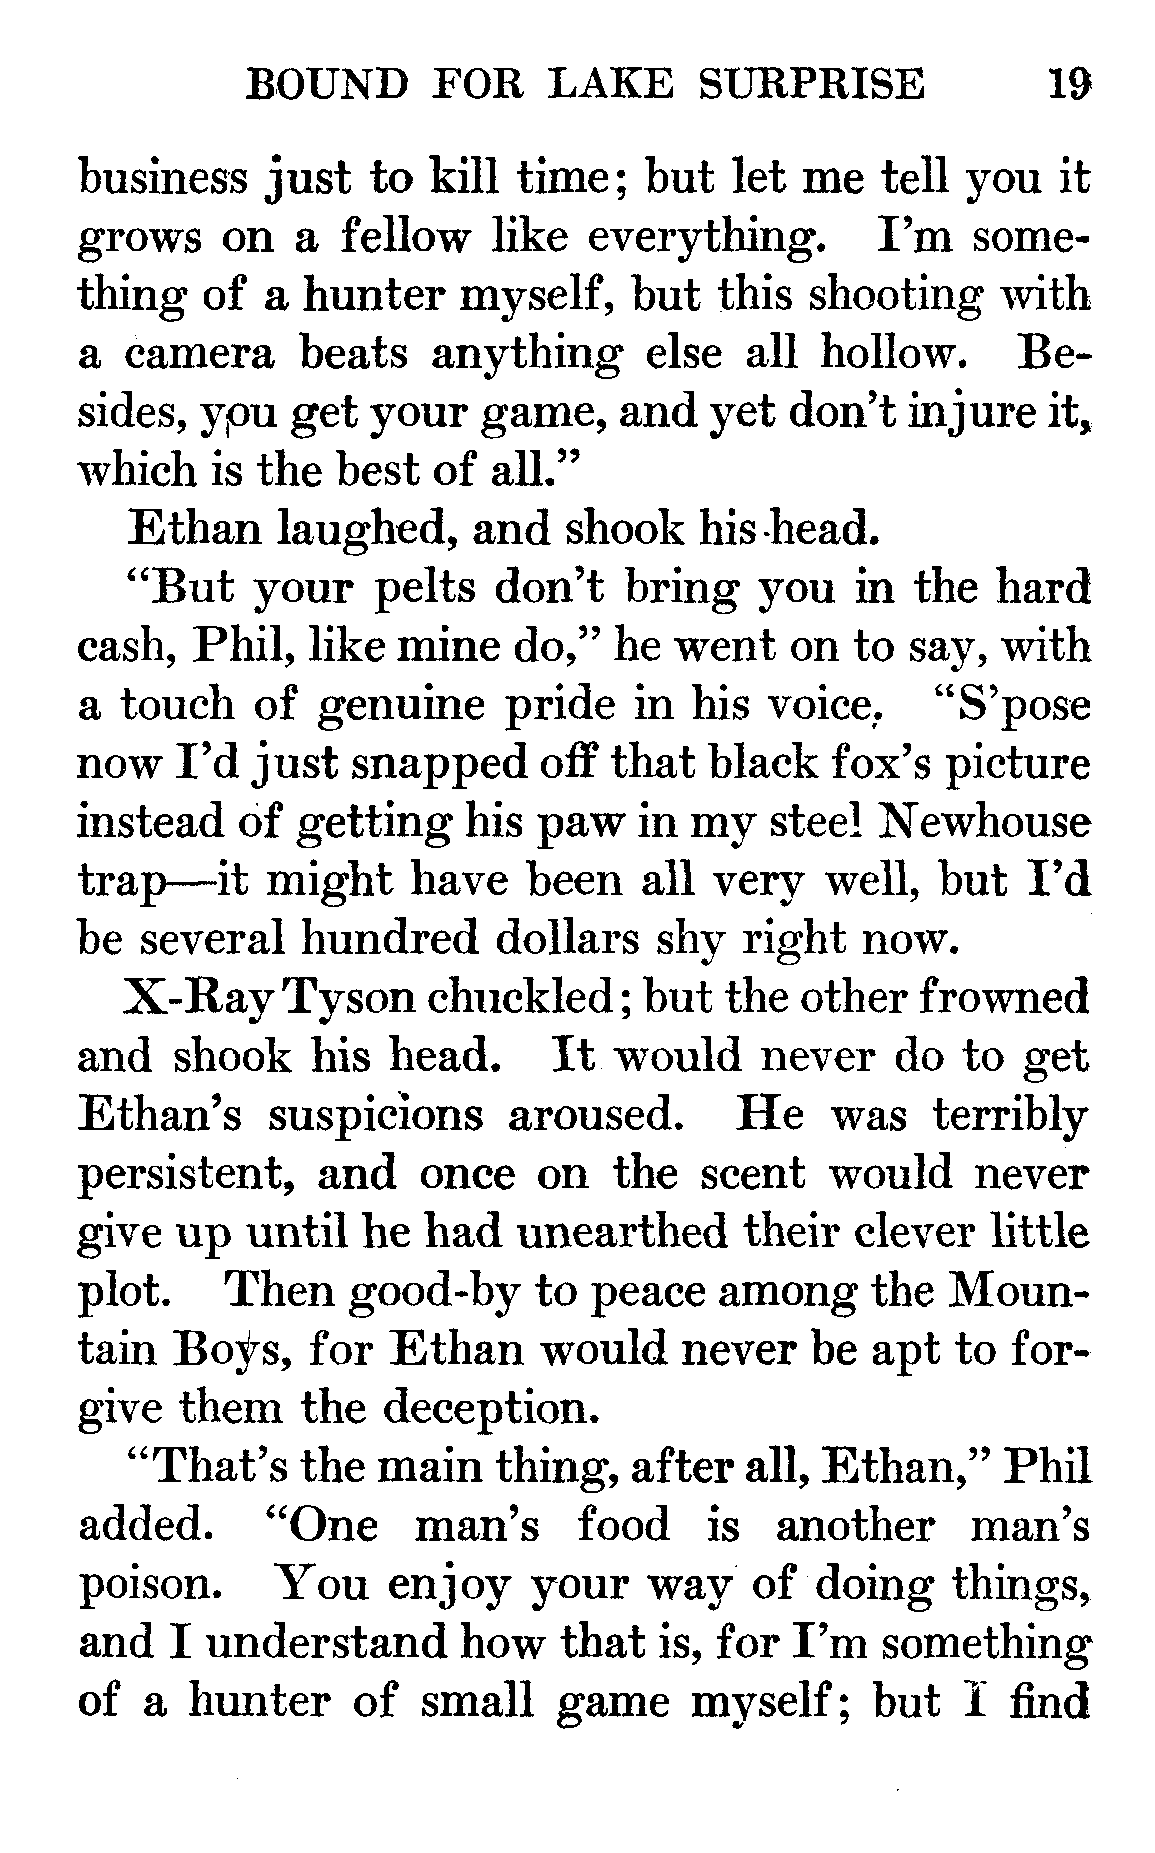 BOUND FOR LAKE SURPRISE 19
business just to kill time; but let me tell you it
grows on a fellow like everything. I'm some-
thing of a hunter myself, but this shooting with
a camera beats anything else all hollow. Be-
sides, you get your game, and yet don't injure it,
which is the best of all."
Ethan laughed, and shook his head.
"But your pelts don't bring you in the hard
cash, Phil, like mine do," he went on to say, with
a touch of genuine pride in his voice. "S'pose
now I'd just snapped off that black fox's picture
instead of getting his paw in my steel Newhouse
trap—it might have been all very well, but I'd
be several hundred dollars shy right now.
X-Ray Tyson chuckled; but the other frowned
and shook his head. It would never do to get
Ethan's suspicions aroused. He was terribly
persistent, and once on the scent would never
give up until he had unearthed their clever little
plot. Then good-by to peace among the Moun-
tain Boys, for Ethan would never be apt to for-
give them the deception.
"That's the main thing, after all, Ethan," Phil
added. "One man's food is another man's
poison. You enjoy your way of doing things,
and I understand how that is, for I'm something
of a hunter of small game myself; but I find